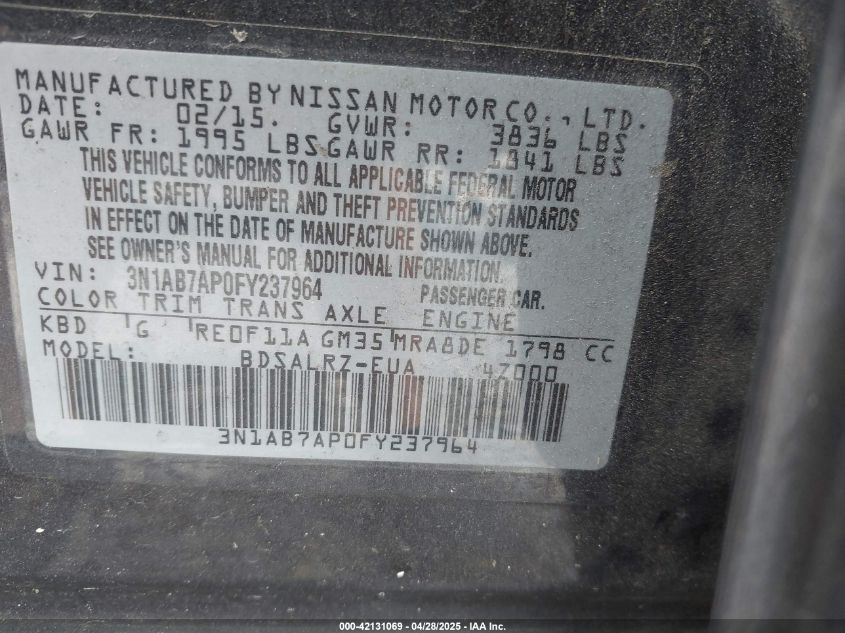 MANUFACTURED BY NISSAN MOTOR CO., LTD.
DATE: 02/15. GVWR: 3836 LBS
GAWR FR: 1995 LBS GAWR RR: 1841 LBS
THIS VEHICLE CONFORMS TO ALL APPLICABLE FEDERAL MOTOR
VEHICLE SAFETY, BUMPER AND THEFT PREVENTION STANDARDS
IN EFFECT ON THE DATE OF MANUFACTURE SHOWN ABOVE.
SEE OWNER'S MANUAL FOR ADDITIONAL INFORMATION.
VIN: 3N1AB7AP0FY237964 PASSENGER CAR.
COLOR TRIM TRANS AXLE ENGINE
KBD G RE0F11A GM35 MRA8DE 1798 CC
MODEL: BDSALRZ-EUA 4Z000
3N1AB7AP0FY237964
000-42131069 - 04/28/2025 - IAA Inc.